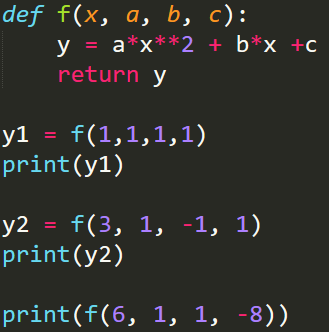 def f(x, a, b, c):
    y = a*x**2 + b*x +c
    return y
y1 = f(1,1,1,1)
print(y1)
y2 = f(3, 1, -1, 1)
print(y2)
print(f(6, 1, 1, -8))